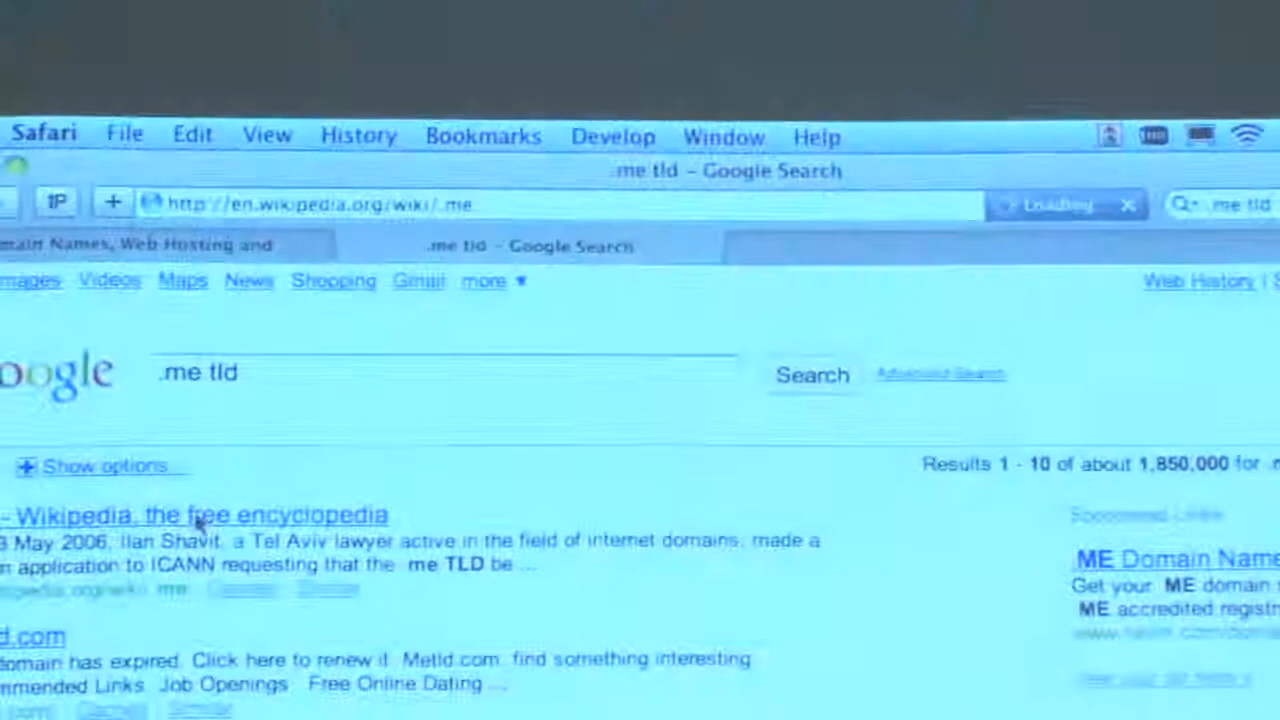 Safari File Edit View History Bookmarks Develop Window Help
.me tld - Google Search
1P + http://en.wikipedia.org/wiki/.me Loading × .me tld
main Names, Web Hosting and .me tld - Google Search
mages Videos Maps News Shopping Gmail more ▼ Web History | S
oogle .me tld Search Advanced Search
+ Show options... Results 1 - 10 of about 1,850,000 for .m
- Wikipedia, the free encyclopedia Sponsored Links
3 May 2006, Ilan Shavit, a Tel Aviv lawyer active in the field of internet domains, made a .ME Domain Name
n application to ICANN requesting that the .me TLD be ... Get your .ME domain
.ME accredited registr
d.com
domain has expired. Click here to renew it. Metld.com. find something interesting
mmended Links. Job Openings. Free Online Dating ...
Cached Similar